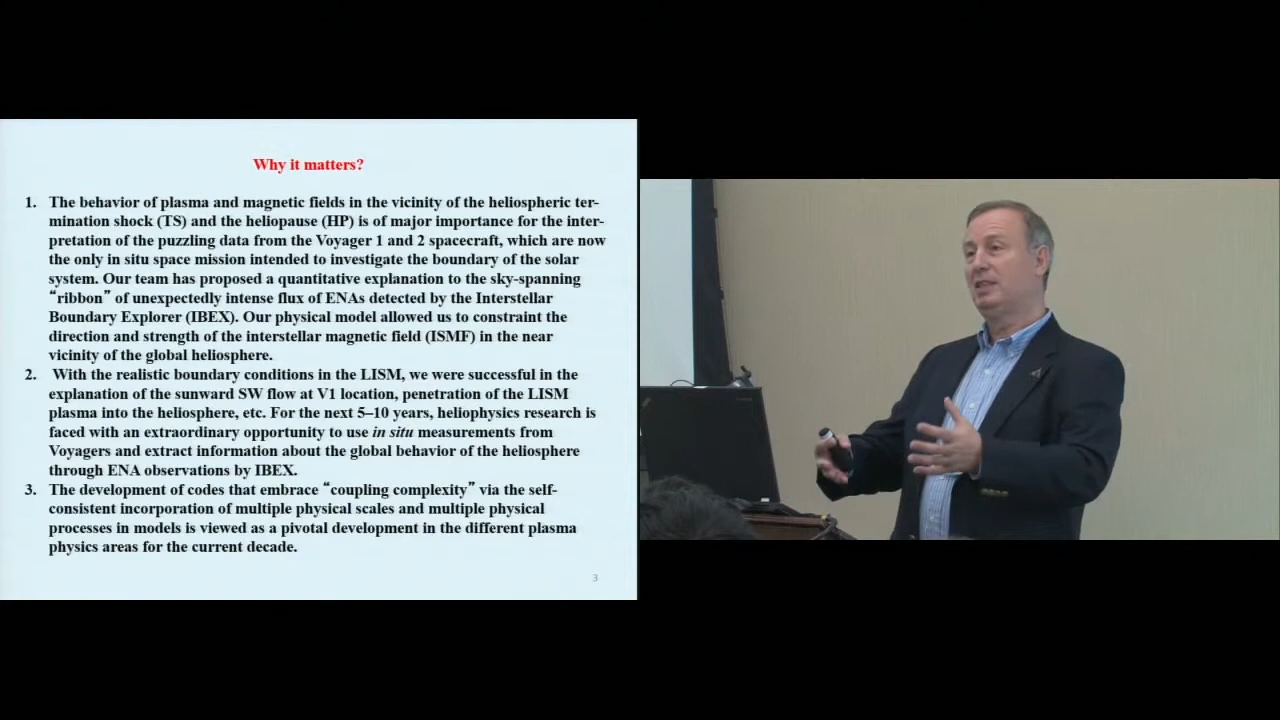 Why it matters?
1. The behavior of plasma and magnetic fields in the vicinity of the heliospheric ter-
mination shock (TS) and the heliopause (HP) is of major importance for the inter-
pretation of the puzzling data from the Voyager 1 and 2 spacecraft, which are now
the only in situ space mission intended to investigate the boundary of the solar
system. Our team has proposed a quantitative explanation to the sky-spanning
“ribbon” of unexpectedly intense flux of ENAs detected by the Interstellar
Boundary Explorer (IBEX). Our physical model allowed us to constraint the
direction and strength of the interstellar magnetic field (ISMF) in the near
vicinity of the global heliosphere.
2. With the realistic boundary conditions in the LISM, we were successful in the
explanation of the sunward SW flow at V1 location, penetration of the LISM
plasma into the heliosphere, etc. For the next 5–10 years, heliophysics research is
faced with an extraordinary opportunity to use in situ measurements from
Voyagers and extract information about the global behavior of the heliosphere
through ENA observations by IBEX.
3. The development of codes that embrace “coupling complexity” via the self-
consistent incorporation of multiple physical scales and multiple physical
processes in models is viewed as a pivotal development in the different plasma
physics areas for the current decade.
3